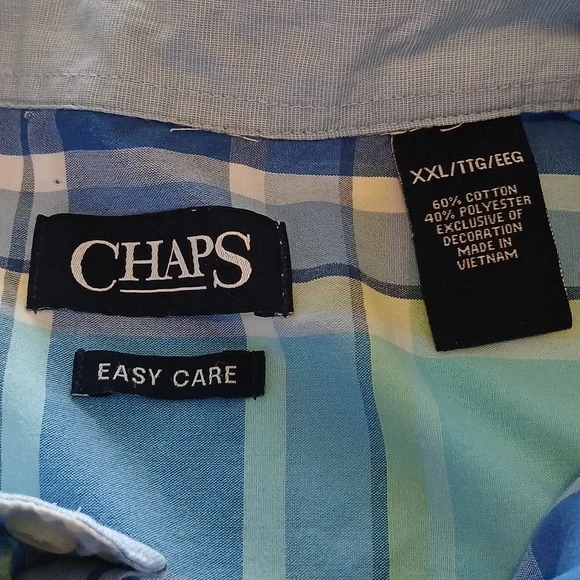 CHAPS
EASY CARE
XXL/TTG/EEG
60% COTTON
40% POLYESTER
EXCLUSIVE OF
DECORATION
MADE IN
VIETNAM